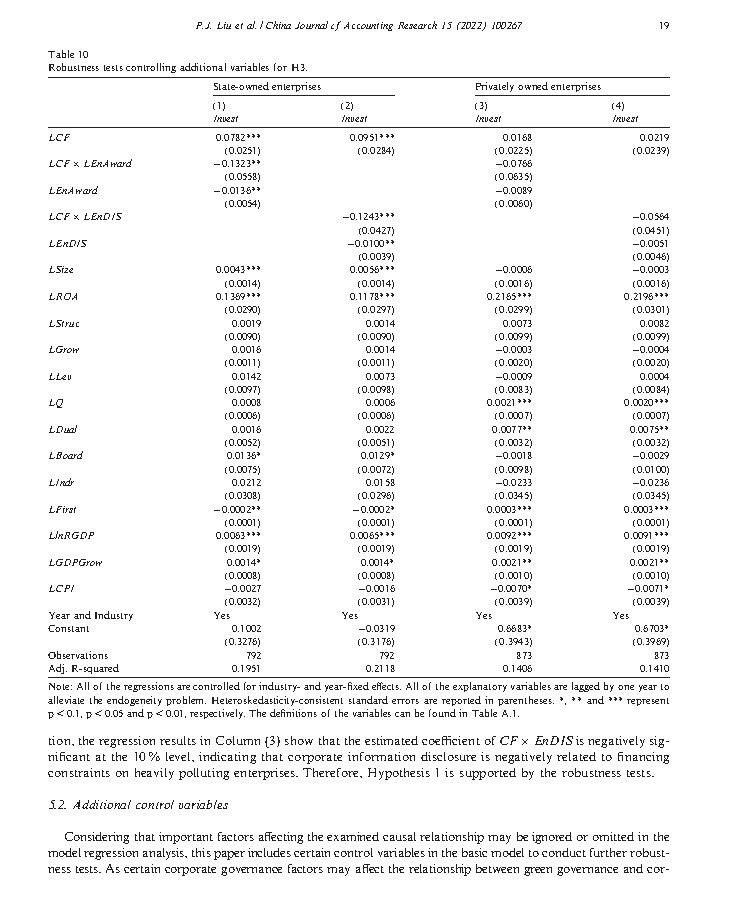 P.J. Liu et al. / China Journal of Accounting Research 15 (2022) 100267 19
Table 10
Robustness tests controlling additional variables for H3.
State-owned enterprises Privately owned enterprises
(1) (2) (3) (4)
Invest Invest Invest Invest
LCF 0.0782*** 0.0951*** 0.0168 0.0219
(0.0251) (0.0284) (0.0225) (0.0239)
LCF × LEnAward −0.1323** −0.0766
(0.0558) (0.0635)
LEnAward −0.0136** −0.0089
(0.0054) (0.0060)
LCF × LEnDIS −0.1243*** −0.0564
(0.0427) (0.0451)
LEnDIS −0.0100** −0.0051
(0.0039) (0.0046)
LSize 0.0043*** 0.0056*** −0.0006 −0.0003
(0.0014) (0.0014) (0.0016) (0.0016)
LROA 0.1369*** 0.1178*** 0.2165*** 0.2196***
(0.0290) (0.0297) (0.0299) (0.0301)
LStruc 0.0019 0.0014 0.0073 0.0082
(0.0090) (0.0090) (0.0099) (0.0099)
LGrow 0.0016 0.0014 −0.0003 −0.0004
(0.0011) (0.0011) (0.0020) (0.0020)
LLev 0.0142 0.0073 −0.0009 0.0004
(0.0097) (0.0098) (0.0083) (0.0084)
LQ 0.0008 0.0006 0.0021*** 0.0020***
(0.0006) (0.0006) (0.0007) (0.0007)
LDual 0.0016 0.0022 0.0077** 0.0075**
(0.0052) (0.0051) (0.0032) (0.0032)
LBoard 0.0136* 0.0129* −0.0018 −0.0029
(0.0075) (0.0072) (0.0098) (0.0100)
LIndr 0.0212 0.0158 −0.0233 −0.0236
(0.0308) (0.0296) (0.0345) (0.0345)
LFirst −0.0002** −0.0002* 0.0003*** 0.0003***
(0.0001) (0.0001) (0.0001) (0.0001)
LlnRGDP 0.0063*** 0.0065*** 0.0092*** 0.0091***
(0.0019) (0.0019) (0.0019) (0.0019)
LGDPGrow 0.0014* 0.0014* 0.0021** 0.0021**
(0.0008) (0.0008) (0.0010) (0.0010)
LCPI −0.0027 −0.0016 −0.0070* −0.0071*
(0.0032) (0.0031) (0.0039) (0.0039)
Year and Industry Yes Yes Yes Yes
Constant 0.1002 −0.0319 0.6683* 0.6703*
(0.3276) (0.3176) (0.3943) (0.3969)
Observations 792 792 873 873
Adj. R-squared 0.1951 0.2118 0.1406 0.1410
Note: All of the regressions are controlled for industry- and year-fixed effects. All of the explanatory variables are lagged by one year to
alleviate the endogeneity problem. Heteroskedasticity-consistent standard errors are reported in parentheses. *, ** and *** represent
p < 0.1, p < 0.05 and p < 0.01, respectively. The definitions of the variables can be found in Table A.1.
tion, the regression results in Column (3) show that the estimated coefficient of CF × EnDIS is negatively sig-
nificant at the 10 % level, indicating that corporate information disclosure is negatively related to financing
constraints on heavily polluting enterprises. Therefore, Hypothesis 1 is supported by the robustness tests.
5.2. Additional control variables
Considering that important factors affecting the examined causal relationship may be ignored or omitted in the
model regression analysis, this paper includes certain control variables in the basic model to conduct further robust-
ness tests. As certain corporate governance factors may affect the relationship between green governance and cor-